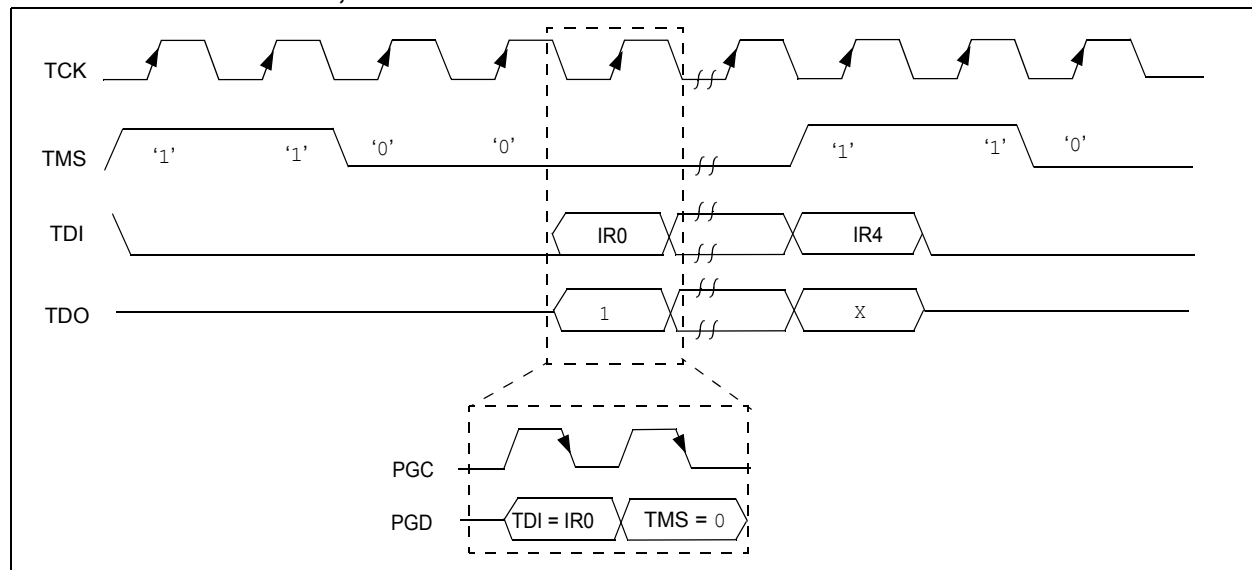 TCK
TMS ‘1’ ‘1’ ‘0’ ‘0’ ‘1’ ‘1’ ‘0’
TDI IR0 IR4
TDO 1 X
PGC
PGD TDI = IR0 TMS = 0